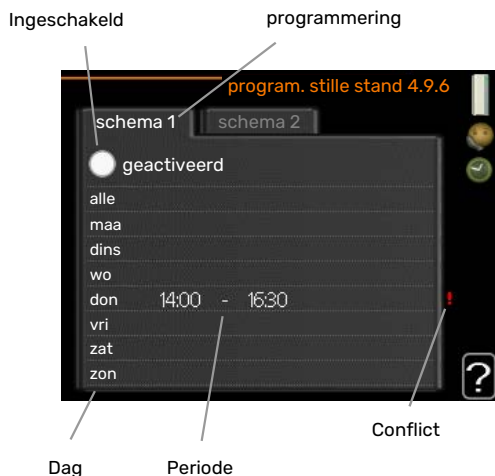 Ingeschakeld programmering
program. stille stand 4.9.6
schema 1 schema 2
geactiveerd
alle
maa
dins
wo
don 14:00 - 16:30 !
vri
zat
zon
?
Conflict
Dag Periode